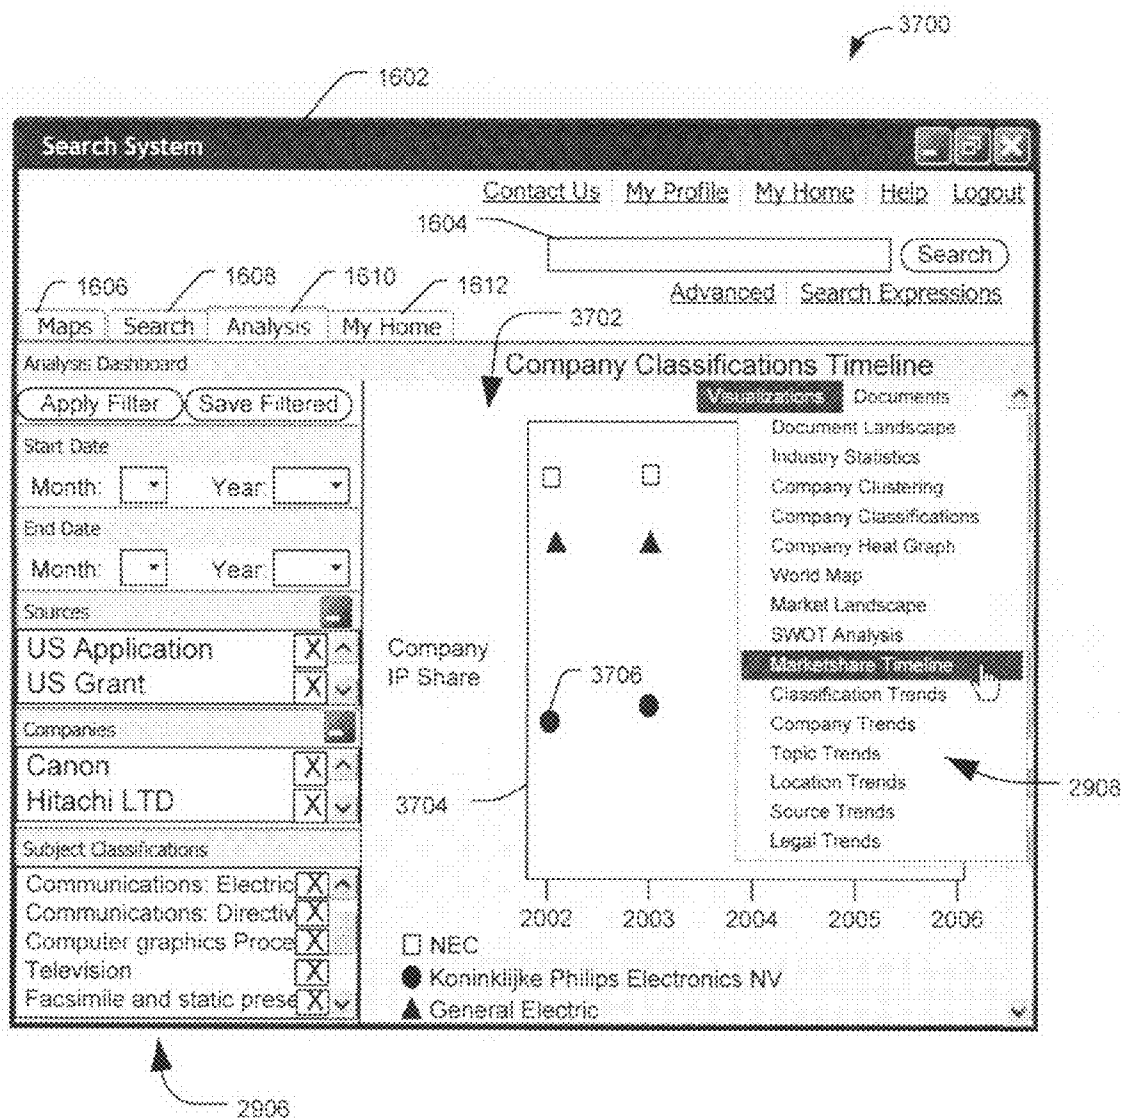 3700
1602
Search System
Contact Us My Profile My Home Help Logout
1604
Search
1606 1608 1610 1612
Advanced Search Expressions
Maps Search Analysis My Home
3702
Analysis Dashboard
Company Classifications Timeline
Apply Filter Save Filtered
Visualizations Documents
Start Date
Document Landscape
Month: Year:
Industry Statistics
Company Clustering
End Date
Company Classifications
Month: Year:
Company Heat Graph
World Map
Sources
Market Landscape
US Application X
SWOT Analysis
Company
IP Share
3706
Marketshare Timeline
US Grant X
Classification Trends
Companies
Company Trends
Canon X
Topic Trends
Location Trends
2908
Hitachi LTD X
3704
Source Trends
Subject Classifications
Legal Trends
Communications: Electric X
Communications: Directiv X
2002 2003 2004 2005 2006
Computer graphics Proce X
NEC
Television X
Koninklijke Philips Electronics NV
Facsimile and static prese X
General Electric
2906